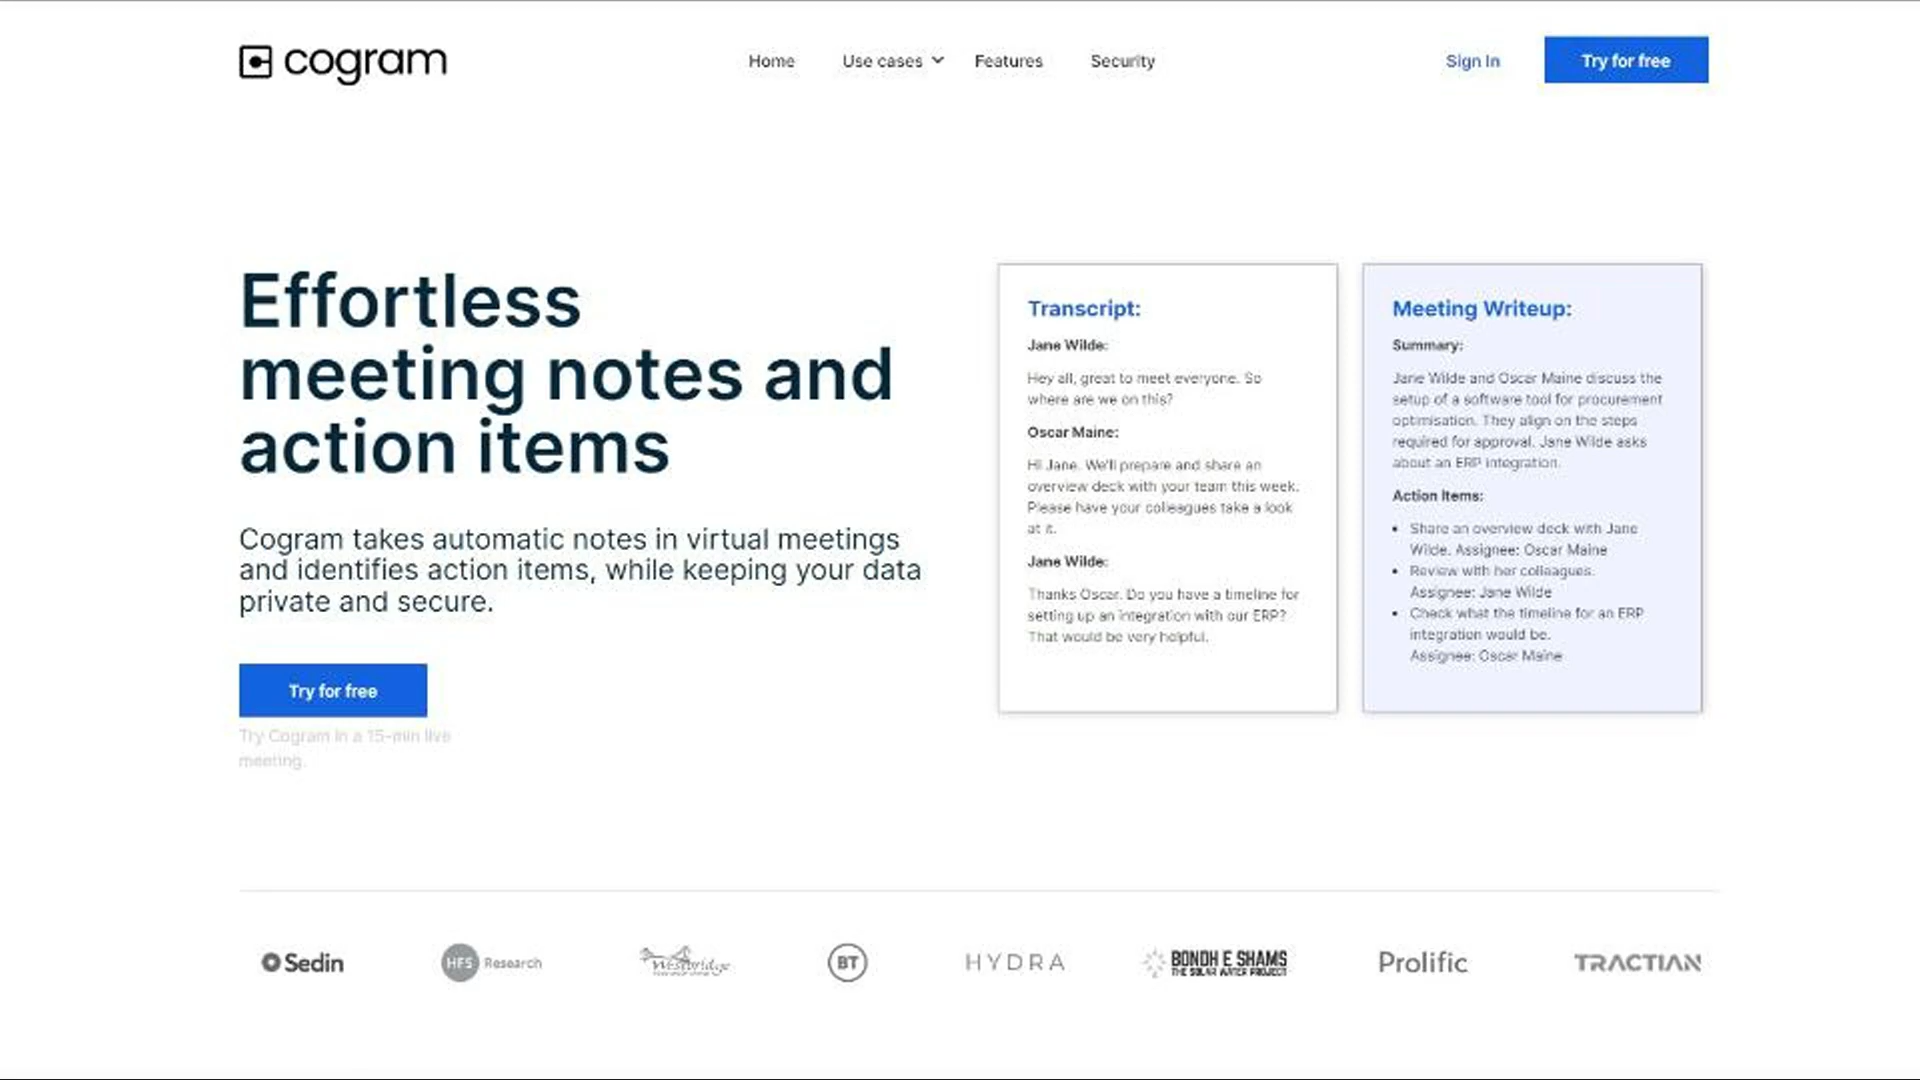 cogram
Home
Use cases
Features
Security
Sign In
Try for free
Effortless
meeting notes and
action items
Cogram takes automatic notes in virtual meetings
and identifies action items, while keeping your data
private and secure.
Try for free
Try Cogram in a 15-min live
meeting.
Transcript:
Jane Wilde:
Hey all, great to meet everyone. So
where are we on this?
Oscar Maine:
Hi Jane. We'll prepare and share an
overview deck with your team this week.
Please have your colleagues take a look
at it.
Jane Wilde:
Thanks Oscar. Do you have a timeline for
setting up an integration with our ERP?
That would be very helpful.
Meeting Writeup:
Summary:
Jane Wilde and Oscar Maine discuss the
setup of a software tool for procurement
optimisation. They align on the steps
required for approval. Jane Wilde asks
about an ERP integration.
Action Items:
• Share an overview deck with Jane
Wilde. Assignee: Oscar Maine
• Review with her colleagues.
Assignee: Jane Wilde
• Check what the timeline for an ERP
integration would be.
Assignee: Oscar Maine
Sedin
HFS Research
Westbridge
BT
HYDRA
BONDH E SHAMS
THE SOLAR WATER PROJECT
Prolific
TRACTIAN